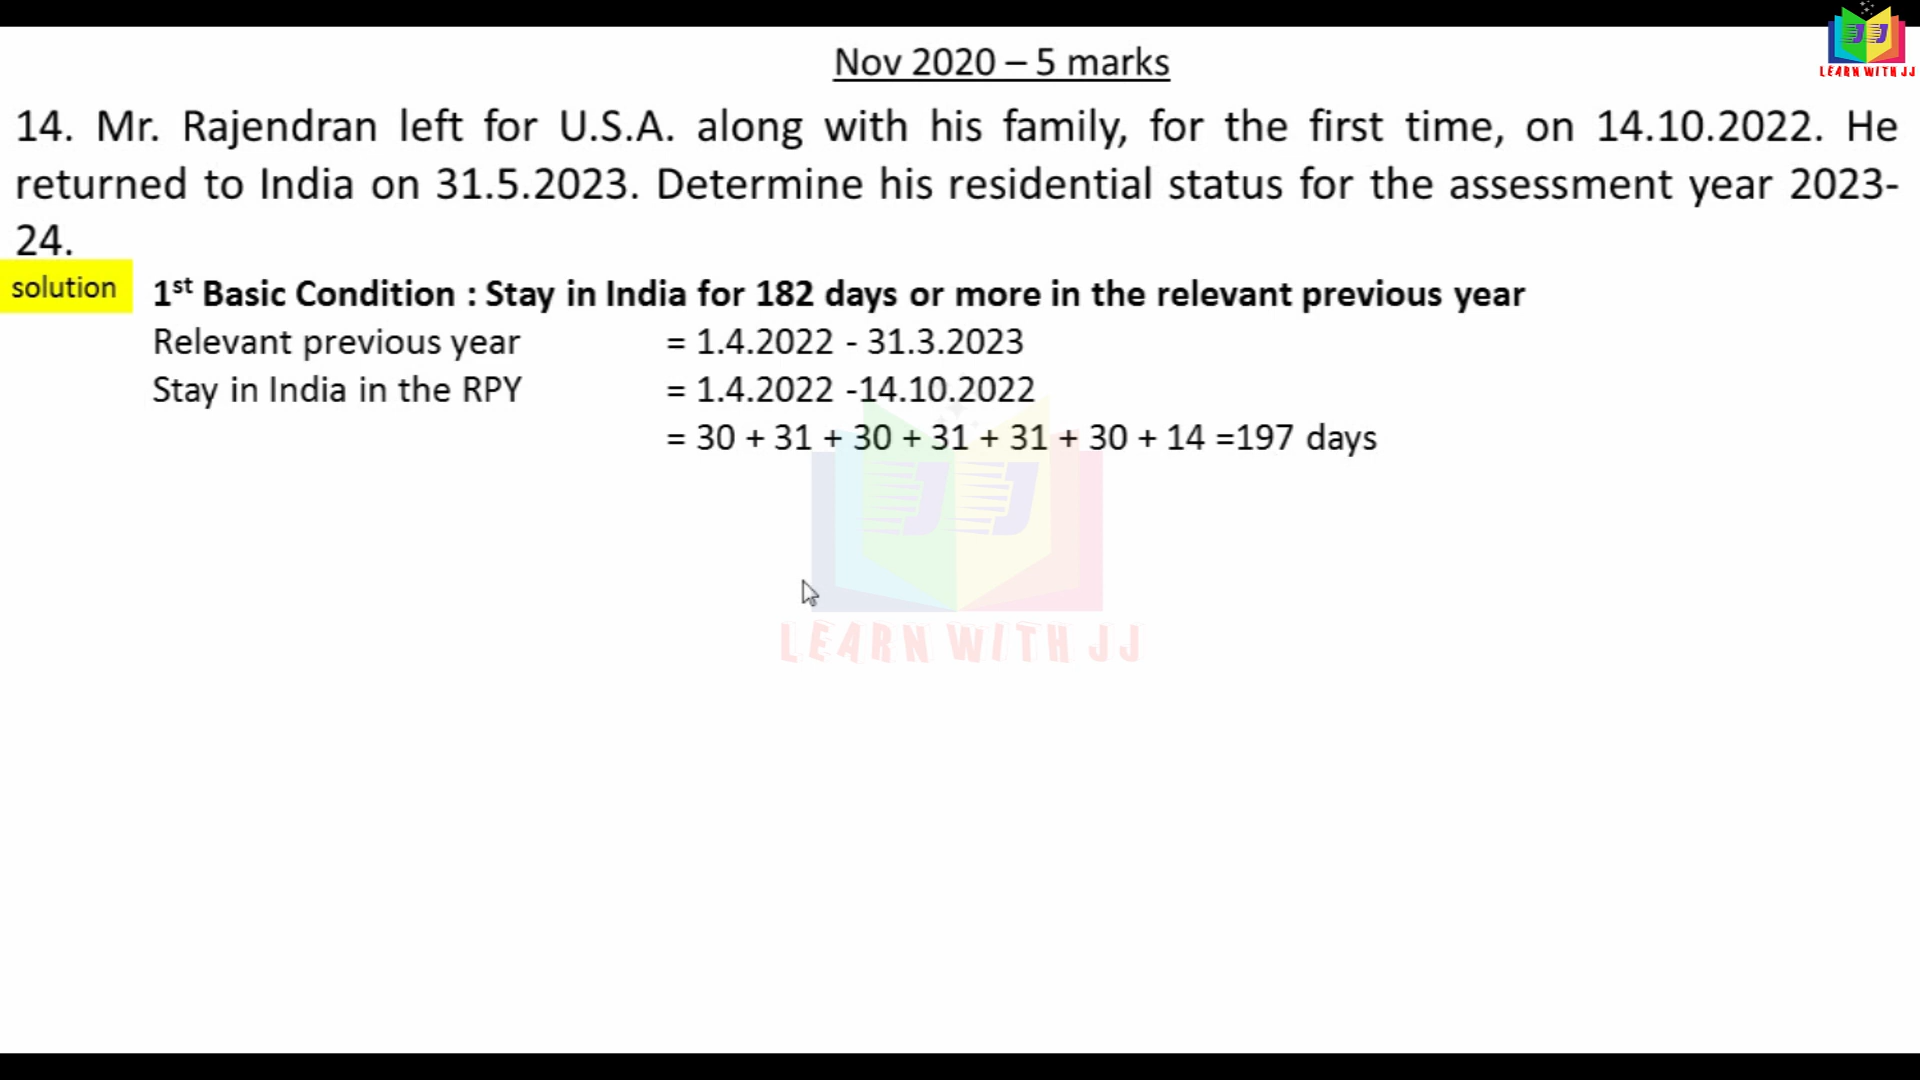 LEARN WITH JJ
Nov 2020 – 5 marks
14. Mr. Rajendran left for U.S.A. along with his family, for the first time, on 14.10.2022. He
returned to India on 31.5.2023. Determine his residential status for the assessment year 2023-
24.
solution
1st Basic Condition : Stay in India for 182 days or more in the relevant previous year
Relevant previous year = 1.4.2022 - 31.3.2023
Stay in India in the RPY = 1.4.2022 -14.10.2022
= 30 + 31 + 30 + 31 + 31 + 30 + 14 =197 days
JJ
LEARN WITH JJ